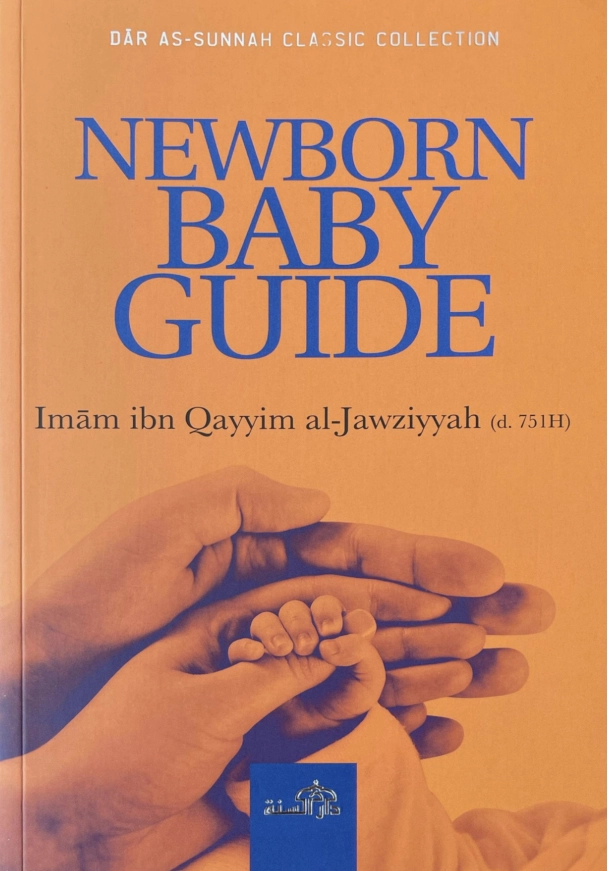 DĀR AS-SUNNAH CLASSIC COLLECTION
NEWBORN
BABY
GUIDE
Imām ibn Qayyim al-Jawziyyah (d. 751H)
دار السنة